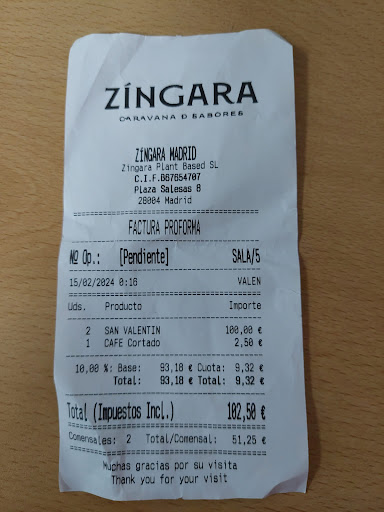 ZÍNGARA
CARAVANA D SABORES
ZÍNGARA MADRID
Zingara Plant Based SL
C.I.F.B67654707
Plaza Salesas 8
28004 Madrid
FACTURA PROFORMA
Nº Op.: [Pendiente] SALA/5
15/02/2024 0:16 VALEN
Uds. Producto Importe
2 SAN VALENTIN 100,00 €
1 CAFE Cortado 2,50 €
10,00 %: Base: 93,18 € Cuota: 9,32 €
Total: 93,18 € Total: 9,32 €
Total (Impuestos Incl.) 102,50 €
Comensales: 2 Total/Comensal: 51,25 €
Muchas gracias por su visita
Thank you for your visit